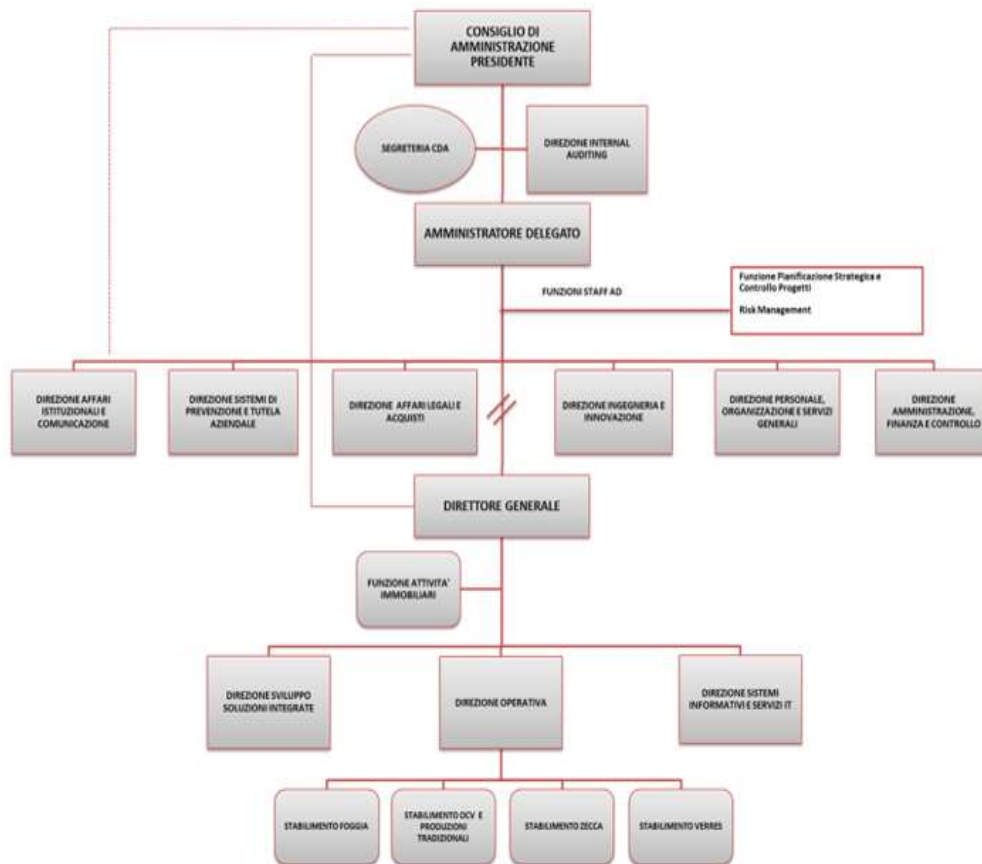 CONSIGLIO DI
AMMINISTRAZIONE
PRESIDENTE
SEGRETERIA CDA
DIREZIONE INTERNAL
AUDITING
AMMINISTRATORE DELEGATO
FUNZIONI STAFF AD
Funzione Planificazione Strategica e
Controllo Progetti
Risk Management
DIREZIONE AFFARI
ISTITUZIONALI E
COMUNICAZIONE
DIREZIONE SISTEMI DI
PREVENZIONE E TUTELA
AZIENDALE
DIREZIONE AFFARI LEGALI E
ACQUISTI
DIREZIONE INGEGNERIA E
INNOVAZIONE
DIREZIONE PERSONALE,
ORGANIZZAZIONE E SERVIZI
GENERALI
DIREZIONE
AMMINISTRAZIONE,
FINANZA E CONTROLLO
DIRETTORE GENERALE
FUNZIONE ATTIVITA'
IMMOBILIARI
DIREZIONE SVILUPPO
SOLUZIONI INTEGRATE
DIREZIONE OPERATIVA
DIREZIONE SISTEMI
INFORMATIVI E SERVIZI IT
STABILIMENTO FOGGIA
STABILIMENTO OCV E
PRODUZIONI
TRADIZIONALI
STABILIMENTO ZECCA
STABILIMENTO VERRES